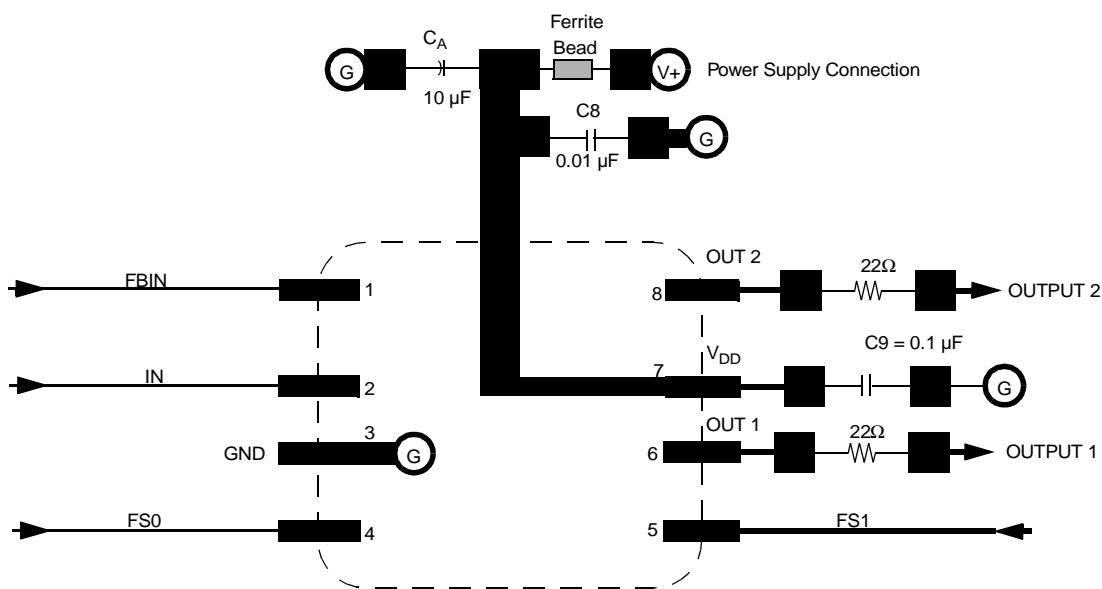 Ferrite
Bead
C_A
G
V+
Power Supply Connection
10 µF
C8
G
0.01 µF
OUT 2
22Ω
FBIN
1
8
OUTPUT 2
C9 = 0.1 µF
V_DD
IN
7
2
G
3
OUT 1
22Ω
GND
G
6
OUTPUT 1
FS0
4
5
FS1